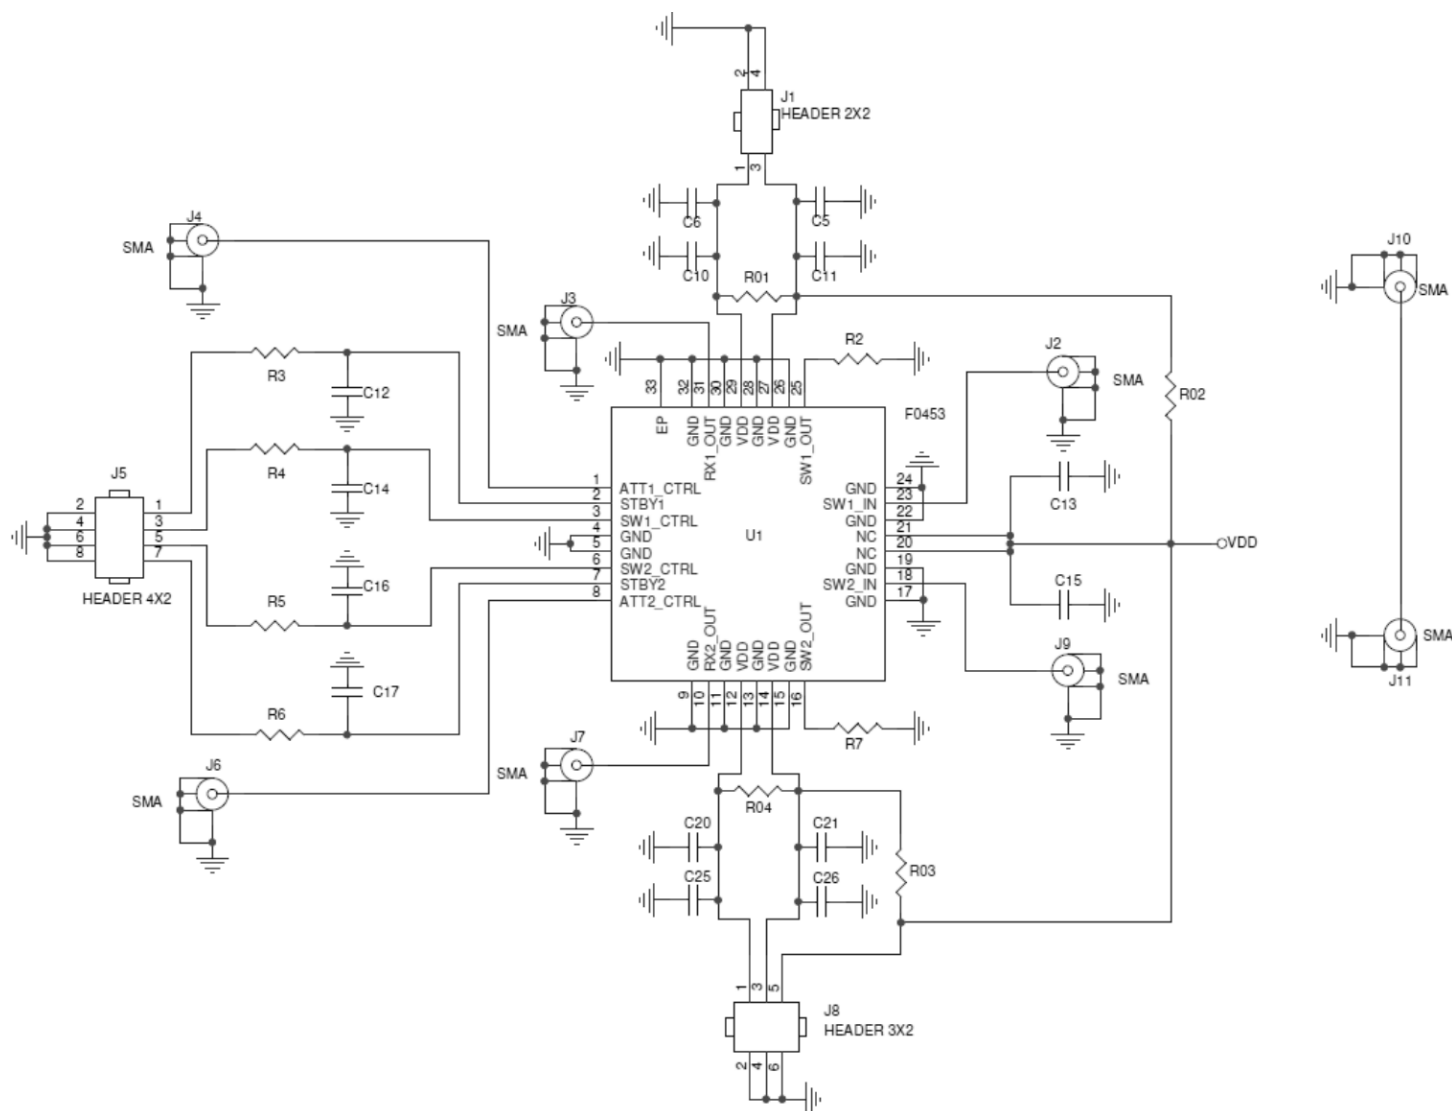 2
4
J1
HEADER 2X2
1
3
C6
C5
C10
C11
R01
J4
SMA
J3
SMA
R2
J2
SMA
R02
J10
SMA
R3
C12
33
32
31
30
29
28
27
26
25
F0453
EP
GND
RX1_OUT
GND
VDD
GND
VDD
GND
SW1_OUT
R4
C14
J5
2
4
6
8
1
3
5
7
HEADER 4X2
1
2
3
4
5
6
7
8
ATT1_CTRL
STBY1
SW1_CTRL
GND
GND
SW2_CTRL
STBY2
ATT2_CTRL
U1
GND
SW1_IN
GND
NC
NC
GND
SW2_IN
GND
24
23
22
21
20
19
18
17
C13
VDD
C15
R5
C16
C17
R6
GND
RX2_OUT
GND
VDD
GND
VDD
GND
SW2_OUT
9
10
11
12
13
14
15
16
J9
SMA
SMA
J11
R7
J6
SMA
J7
SMA
R04
C20
C21
C25
C26
R03
1
3
5
J8
HEADER 3X2
2
4
6